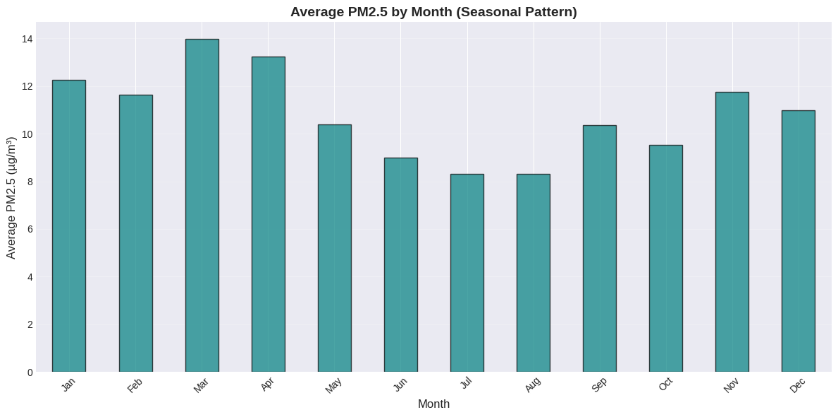 Average PM2.5 by Month (Seasonal Pattern)
Average PM2.5 (µg/m³)
14
12
10
8
6
4
2
0
Jan
Feb
Mar
Apr
May
Jun
Jul
Aug
Sep
Oct
Nov
Dec
Month